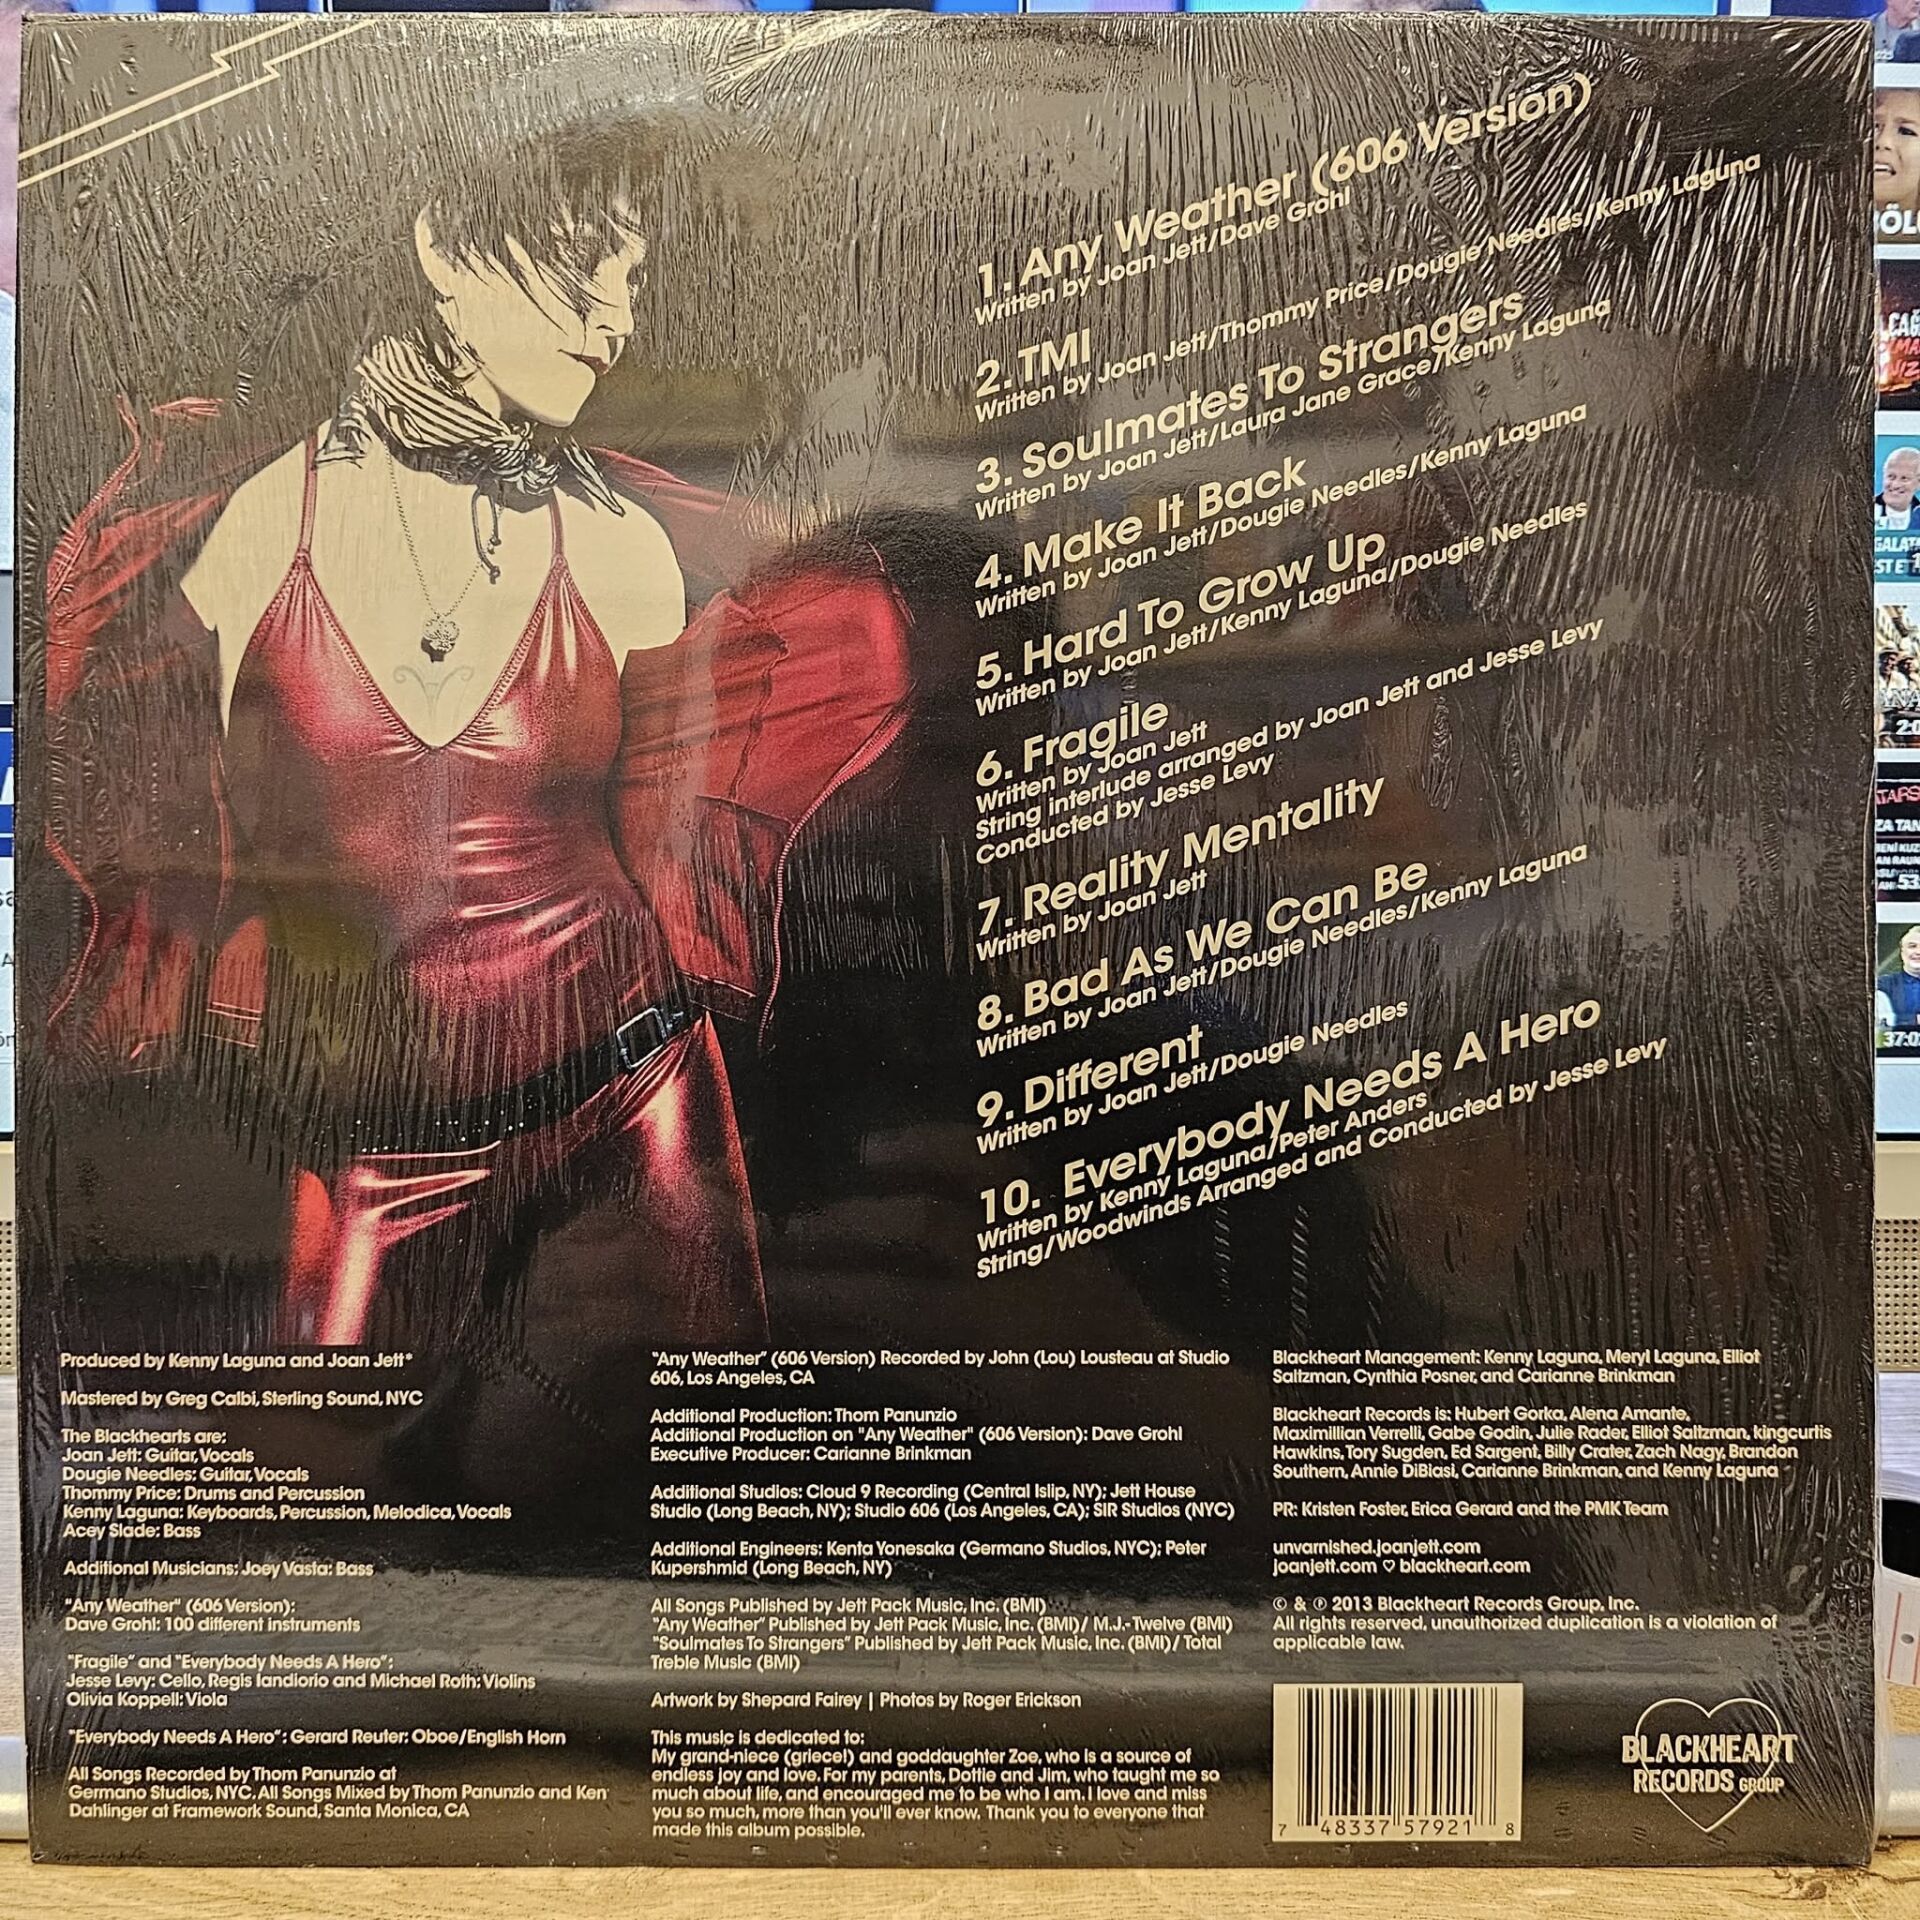 1. Any Weather (606 Version)
Written by Joan Jett/Dave Grohl
2. TMI
Written by Joan Jett/Thommy Price/Dougie Needles/Kenny Laguna
3. Soulmates To Strangers
Written by Joan Jett/Laura Jane Grace/Kenny Laguna
4. Make It Back
Written by Joan Jett/Dougie Needles/Kenny Laguna
5. Hard To Grow Up
Written by Joan Jett/Kenny Laguna/Dougie Needles
6. Fragile
Written by Joan Jett
String interlude arranged by Joan Jett and Jesse Levy
Conducted by Jesse Levy
7. Reality Mentality
Written by Joan Jett
8. Bad As We Can Be
Written by Joan Jett/Dougie Needles/Kenny Laguna
9. Different
Written by Joan Jett/Dougie Needles
10. Everybody Needs A Hero
Written by Kenny Laguna/Peter Anders
String/Woodwinds Arranged and Conducted by Jesse Levy
Produced by Kenny Laguna and Joan Jett*
Mastered by Greg Calbi, Sterling Sound, NYC
The Blackhearts are:
Joan Jett: Guitar, Vocals
Dougie Needles: Guitar, Vocals
Thommy Price: Drums and Percussion
Kenny Laguna: Keyboards, Percussion, Melodica, Vocals
Acey Slade: Bass
Additional Musicians: Joey Vasta: Bass
"Any Weather" (606 Version):
Dave Grohl: 100 different instruments
"Fragile" and "Everybody Needs A Hero":
Jesse Levy: Cello, Regis Iandiorio and Michael Roth: Violins
Olivia Koppell: Viola
"Everybody Needs A Hero": Gerard Reuter: Oboe/English Horn
All Songs Recorded by Thom Panunzio at
Germano Studios, NYC. All Songs Mixed by Thom Panunzio and Ken
Dahlinger at Framework Sound, Santa Monica, CA
"Any Weather" (606 Version) Recorded by John (Lou) Lousteau at Studio
606, Los Angeles, CA
Additional Production: Thom Panunzio
Additional Production on "Any Weather" (606 Version): Dave Grohl
Executive Producer: Carianne Brinkman
Additional Studios: Cloud 9 Recording (Central Islip, NY); Jett House
Studio (Long Beach, NY); Studio 606 (Los Angeles, CA); SIR Studios (NYC)
Additional Engineers: Kenta Yonesaka (Germano Studios, NYC); Peter
Kupershmid (Long Beach, NY)
All Songs Published by Jett Pack Music, Inc. (BMI)
"Any Weather" Published by Jett Pack Music, Inc. (BMI)/ M.J.-Twelve (BMI)
"Soulmates To Strangers" Published by Jett Pack Music, Inc. (BMI)/ Total
Treble Music (BMI)
Artwork by Shepard Fairey | Photos by Roger Erickson
This music is dedicated to:
My grand-niece (griece!) and goddaughter Zoe, who is a source of
endless joy and love. For my parents, Dottie and Jim, who taught me so
much about life, and encouraged me to be who I am. I love and miss
you so much, more than you'll ever know. Thank you to everyone that
made this album possible.
Blackheart Management: Kenny Laguna, Meryl Laguna, Elliot
Saltzman, Cynthia Posner, and Carianne Brinkman
Blackheart Records is: Hubert Gorka, Alena Amante,
Maximillian Verrelli, Gabe Godin, Julie Rader, Elliot Saltzman, kingcurtis
Hawkins, Tory Sugden, Ed Sargent, Billy Crater, Zach Nagy, Brandon
Southern, Annie DiBiasi, Carianne Brinkman, and Kenny Laguna
PR: Kristen Foster, Erica Gerard and the PMK Team
unvarnished.joanjett.com
joanjett.com ♡ blackheart.com
© & ℗ 2013 Blackheart Records Group, Inc.
All rights reserved, unauthorized duplication is a violation of
applicable law.
7 48337 57921 8
BLACKHEART
RECORDS GROUP